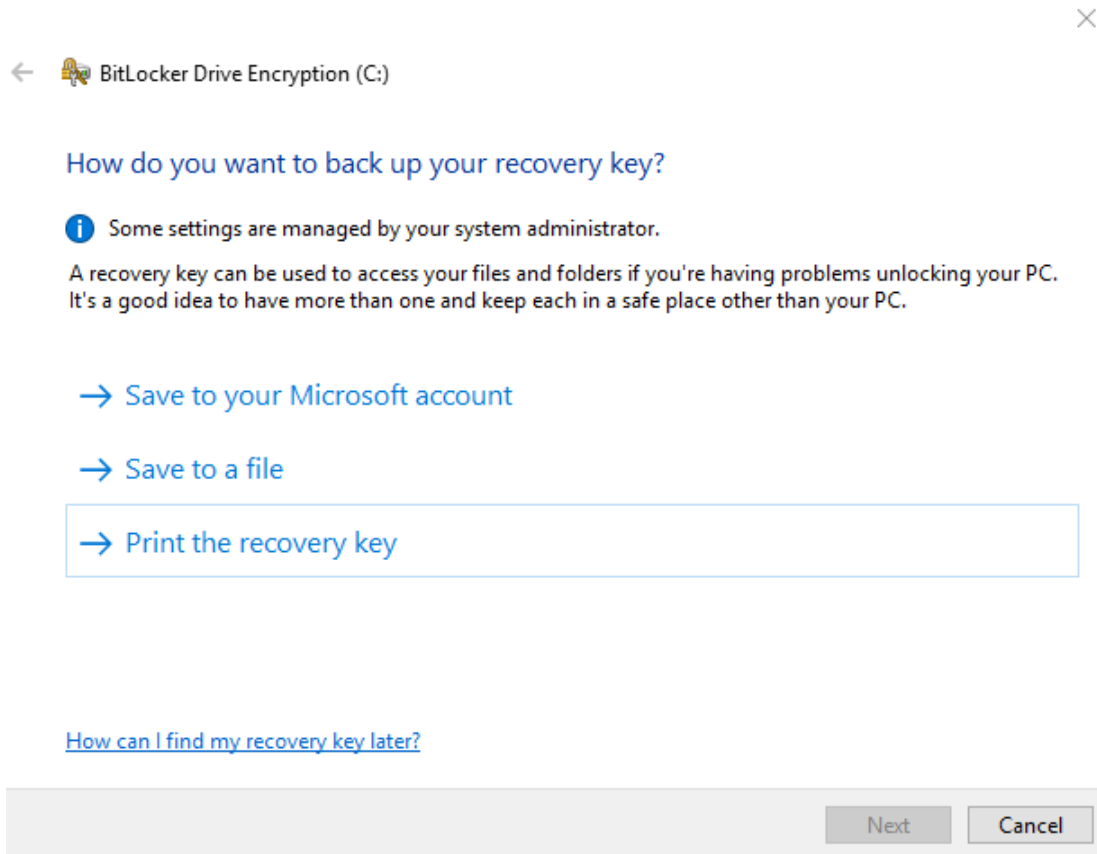 BitLocker Drive Encryption (C:)
How do you want to back up your recovery key?
Some settings are managed by your system administrator.
A recovery key can be used to access your files and folders if you're having problems unlocking your PC.
It's a good idea to have more than one and keep each in a safe place other than your PC.
Save to your Microsoft account
Save to a file
Print the recovery key
How can I find my recovery key later?
Next Cancel